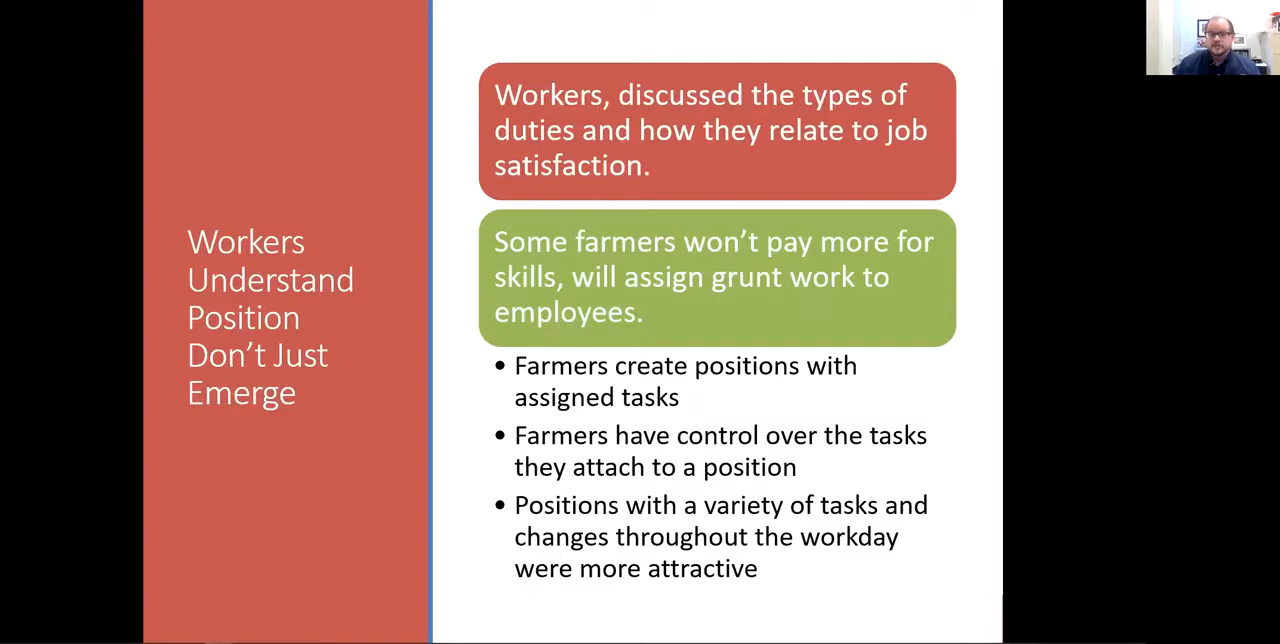 Workers
Understand
Position
Don’t Just
Emerge
Workers, discussed the types of
duties and how they relate to job
satisfaction.
Some farmers won’t pay more for
skills, will assign grunt work to
employees.
• Farmers create positions with
assigned tasks
• Farmers have control over the tasks
they attach to a position
• Positions with a variety of tasks and
changes throughout the workday
were more attractive